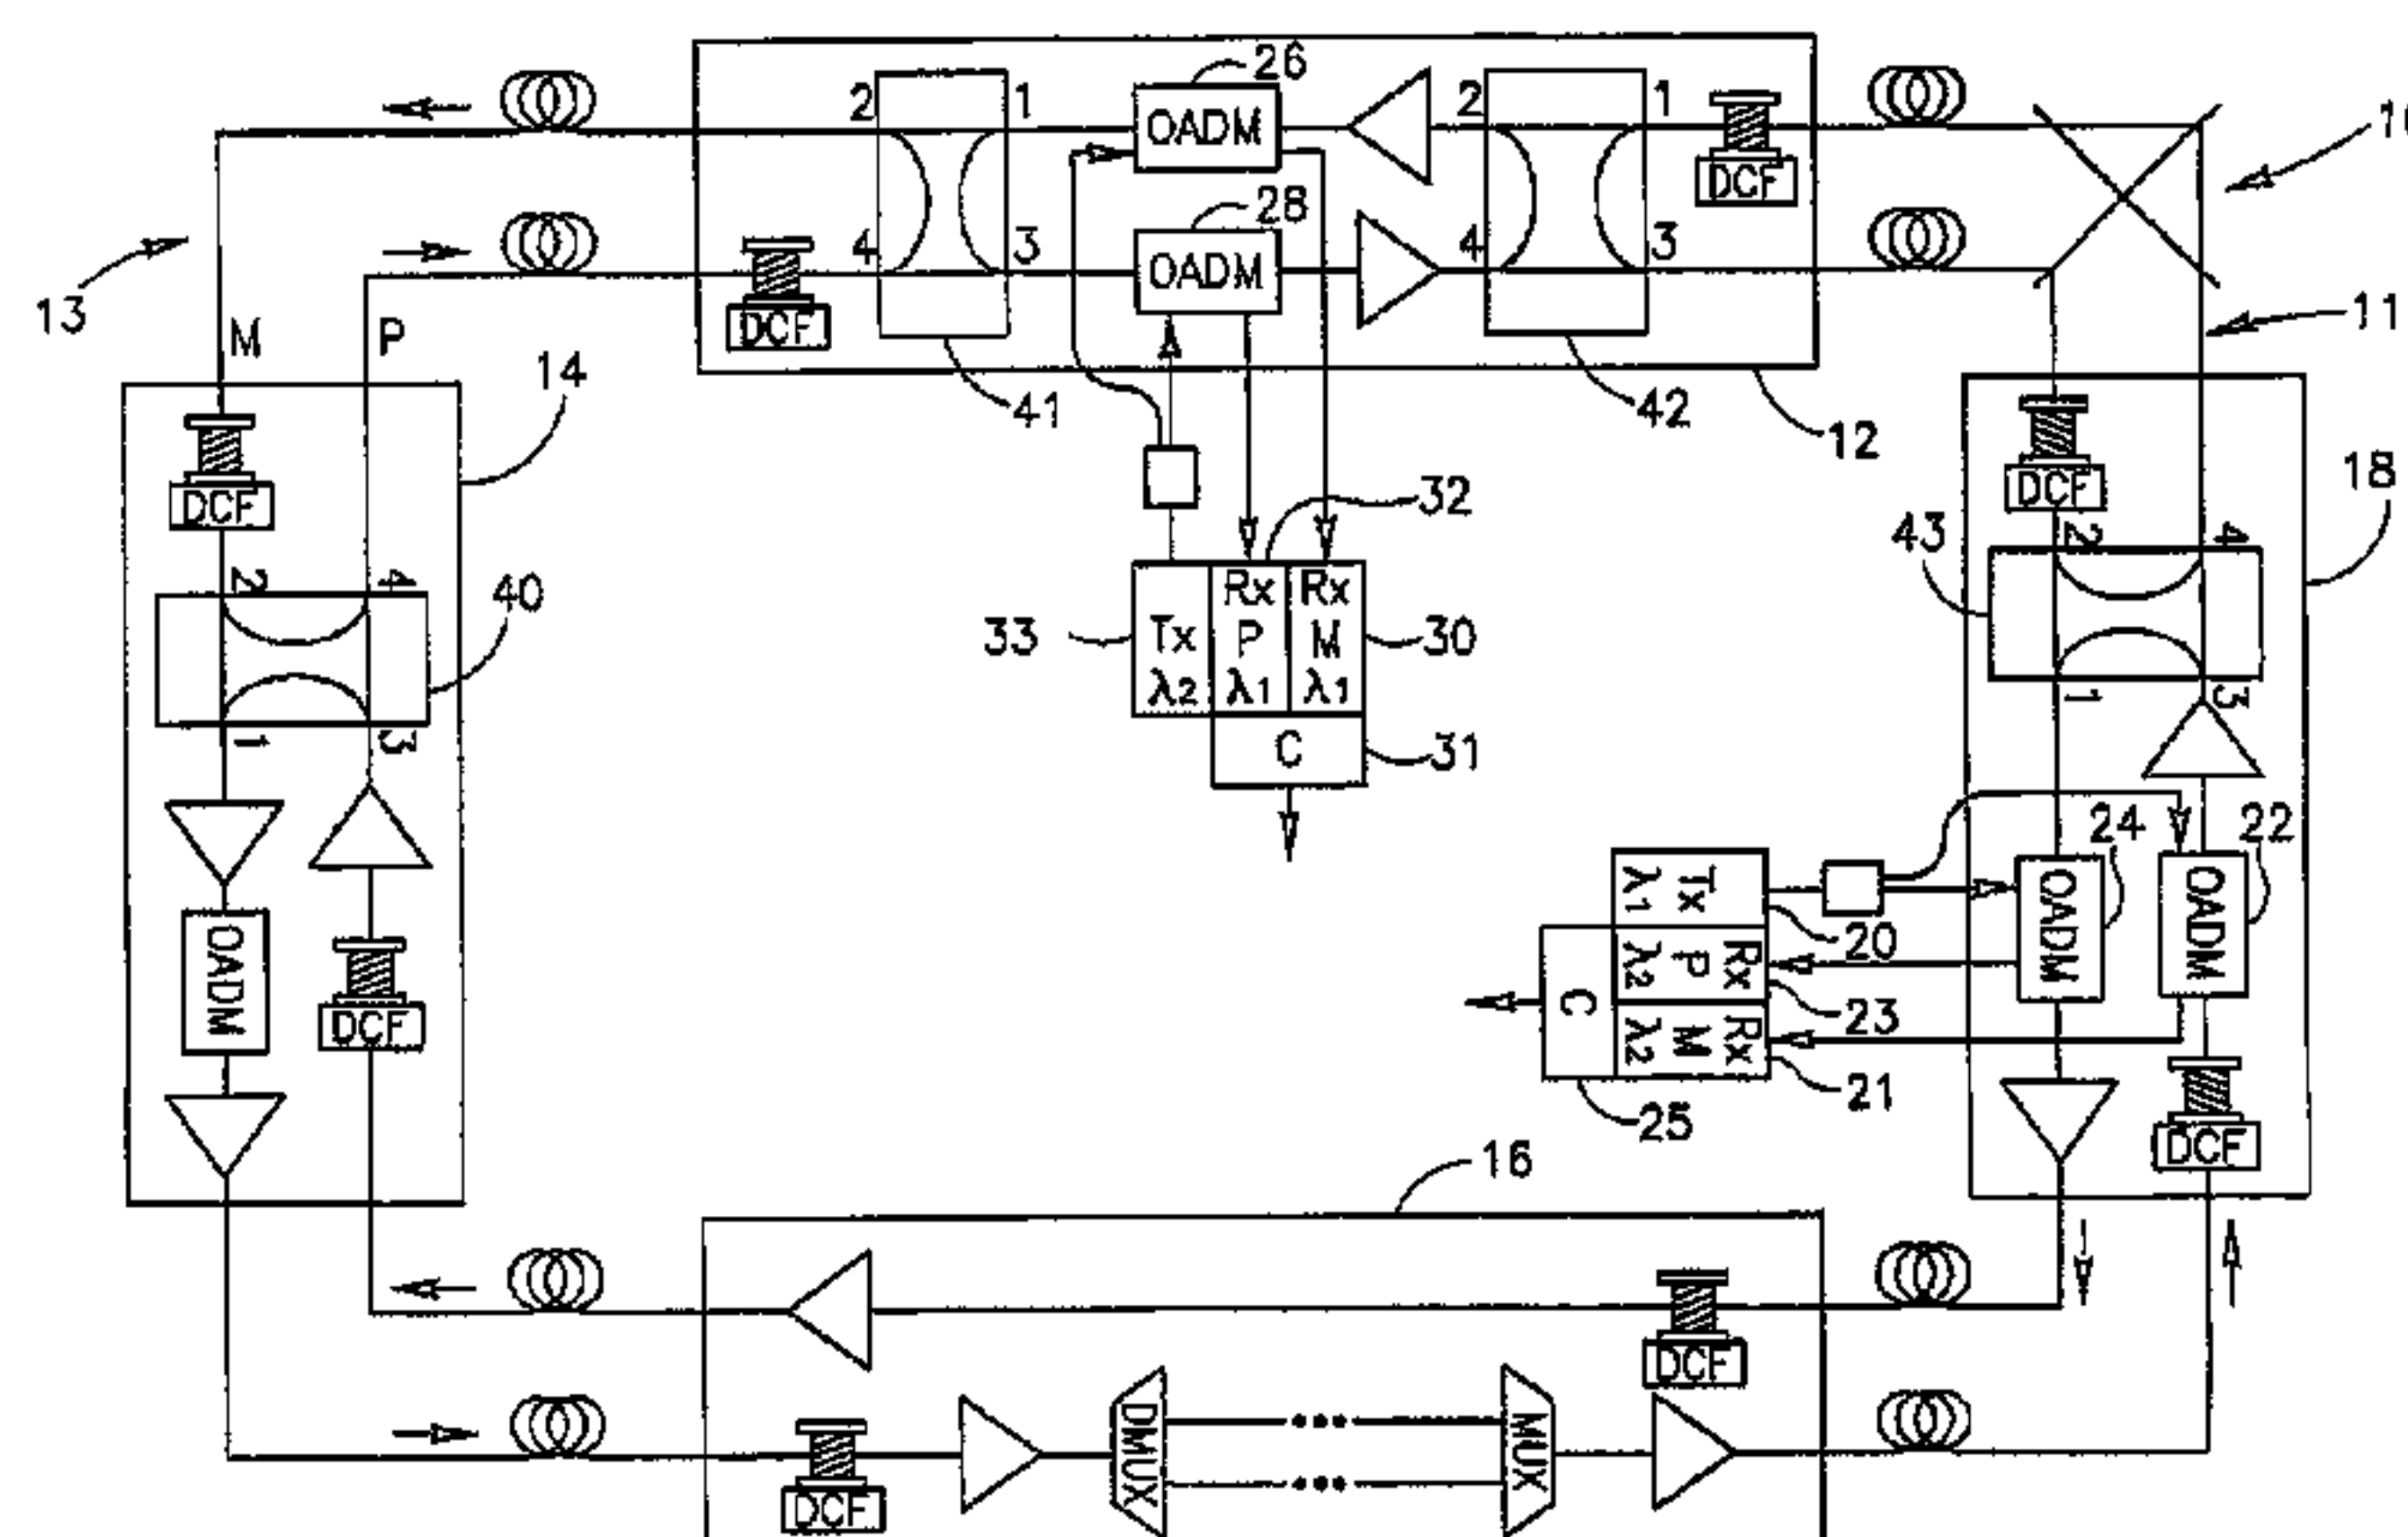 26
2
1
OADM
2
1
DCF
28
4
3
OADM
4
3
DCF
13
M
P
11
14
41
42
12
DCF
DCF
18
32
2
4
43
2
4
40
Rx
Rx
33
Tx
P
M
30
λ2
λ1
λ1
1
3
1
3
C
31
24
22
Tx
λ1
20
OADM
OADM
OADM
Rx
P
λ2
23
C
DCF
Rx
M
λ2
21
25
DCF
16
DCF
DMUX
MUX
DCF